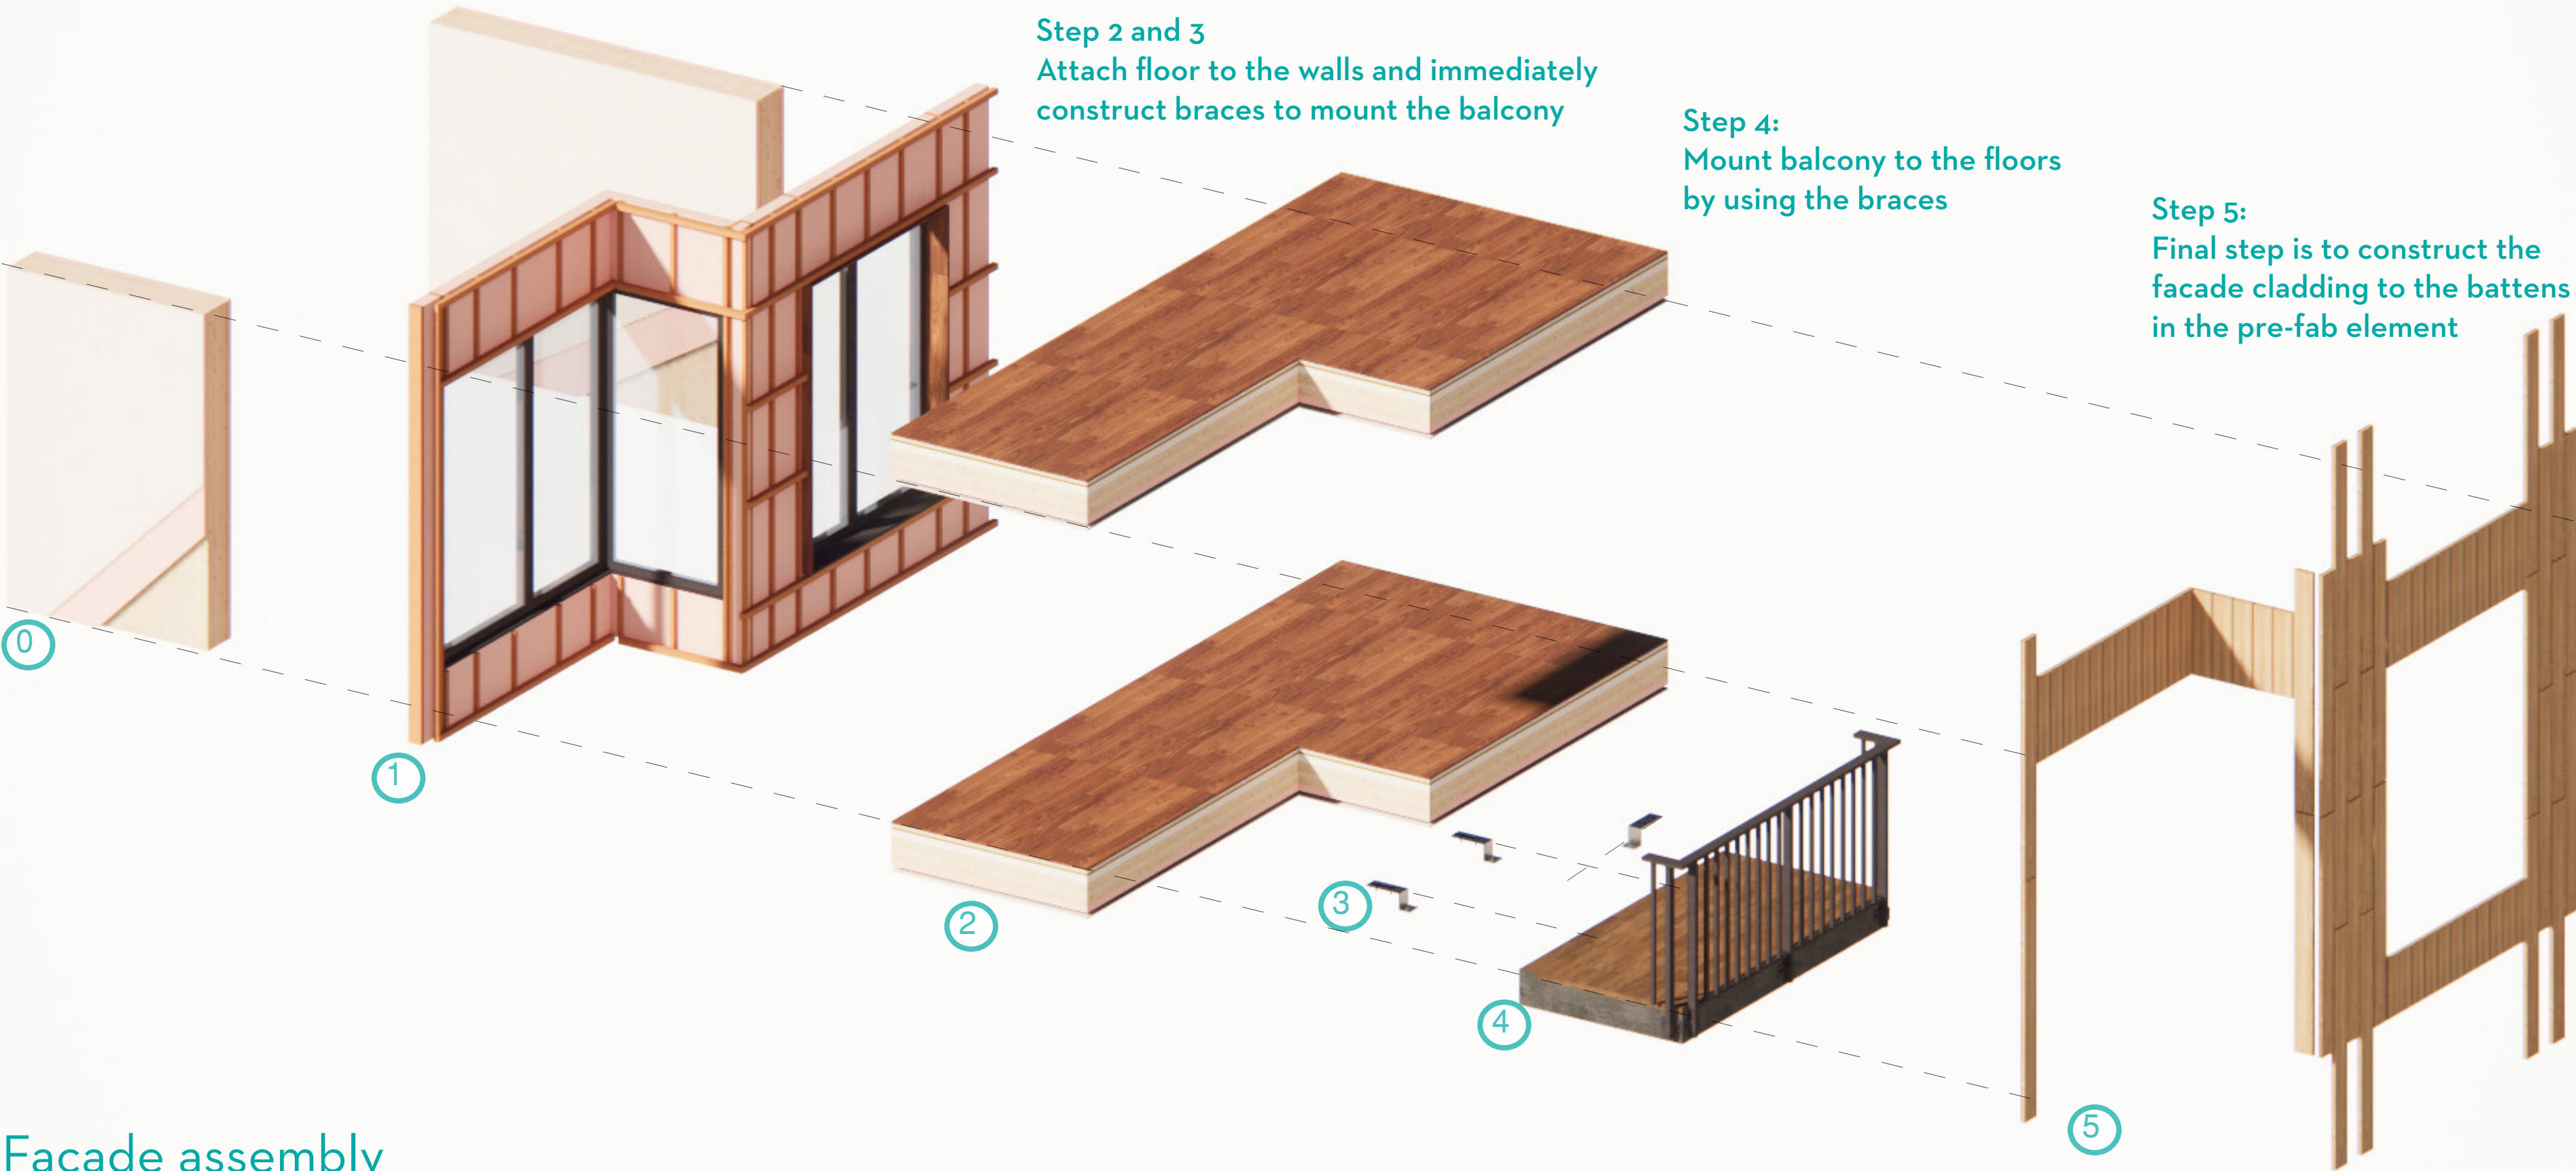 Step 2 and 3
Attach floor to the walls and immediately
construct braces to mount the balcony
Step 4:
Mount balcony to the floors
by using the braces
Step 5:
Final step is to construct the
facade cladding to the battens
in the pre-fab element
0
1
2
3
4
5
Facade assembly